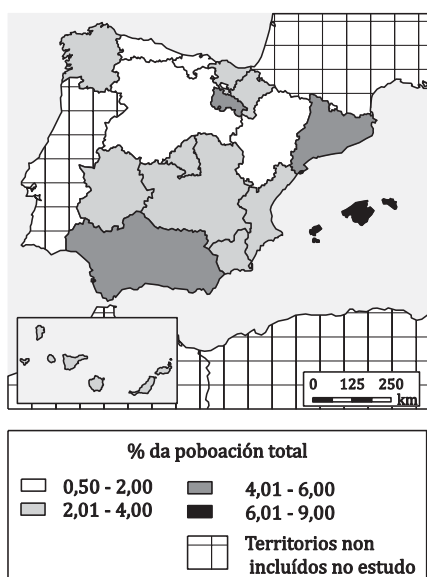 0 125 250
km
% da poboación total
0,50 - 2,00
2,01 - 4,00
4,01 - 6,00
6,01 - 9,00
Territorios non
incluídos no estudo